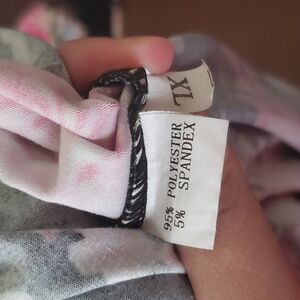 XL
95% POLYESTER
5% SPANDEX